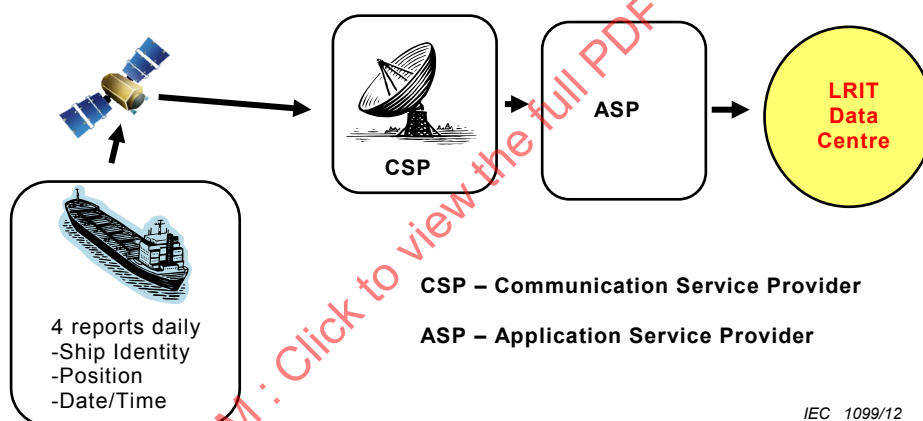 CSP
ASP
LRIT
Data
Centre
4 reports daily
-Ship Identity
-Position
-Date/Time
CSP – Communication Service Provider
ASP – Application Service Provider
IEC 1099/12
M : Click to view the full PDF